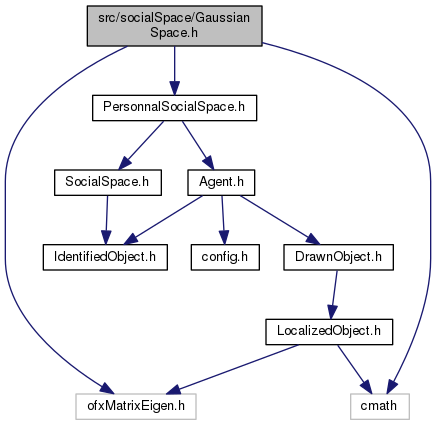 src/socialSpace/Gaussian
Space.h
PersonnalSocialSpace.h
SocialSpace.h
Agent.h
IdentifiedObject.h
config.h
DrawnObject.h
LocalizedObject.h
ofxMatrixEigen.h
cmath